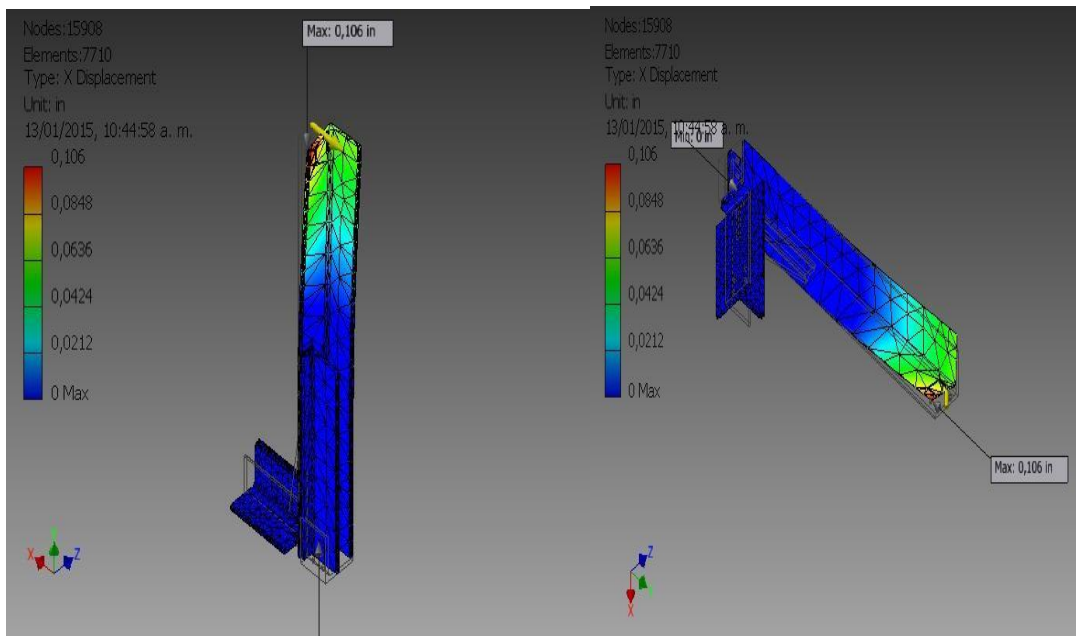 Nodes:15908
Elements:7710
Type: X Displacement
Unit: in
13/01/2015, 10:44:58 a. m.
0,106
0,0848
0,0636
0,0424
0,0212
0 Max
Max: 0,106 in
X
Y
Z
Nodes:15908
Elements:7710
Type: X Displacement
Unit: in
13/01/2015, 10:44:58 a. m.
Min: 0 in
0,106
0,0848
0,0636
0,0424
0,0212
0 Max
Max: 0,106 in
Z
X